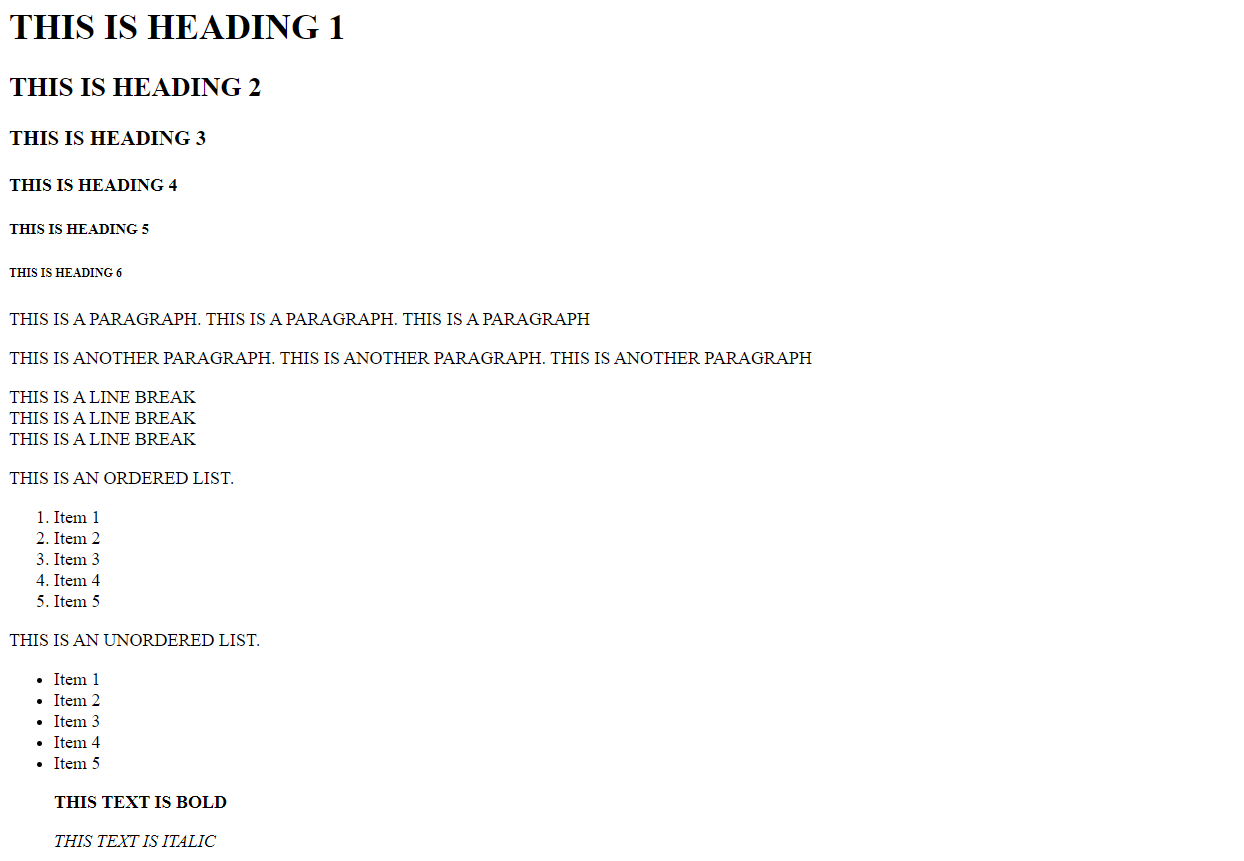 THIS IS HEADING 1
THIS IS HEADING 2
THIS IS HEADING 3
THIS IS HEADING 4
THIS IS HEADING 5
THIS IS HEADING 6
THIS IS A PARAGRAPH. THIS IS A PARAGRAPH. THIS IS A PARAGRAPH
THIS IS ANOTHER PARAGRAPH. THIS IS ANOTHER PARAGRAPH. THIS IS ANOTHER PARAGRAPH
THIS IS A LINE BREAK
THIS IS A LINE BREAK
THIS IS A LINE BREAK
THIS IS AN ORDERED LIST.
1. Item 1
2. Item 2
3. Item 3
4. Item 4
5. Item 5
THIS IS AN UNORDERED LIST.
• Item 1
• Item 2
• Item 3
• Item 4
• Item 5
THIS TEXT IS BOLD
THIS TEXT IS ITALIC